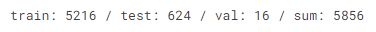 train: 5216 / test: 624 / val: 16 / sum: 5856